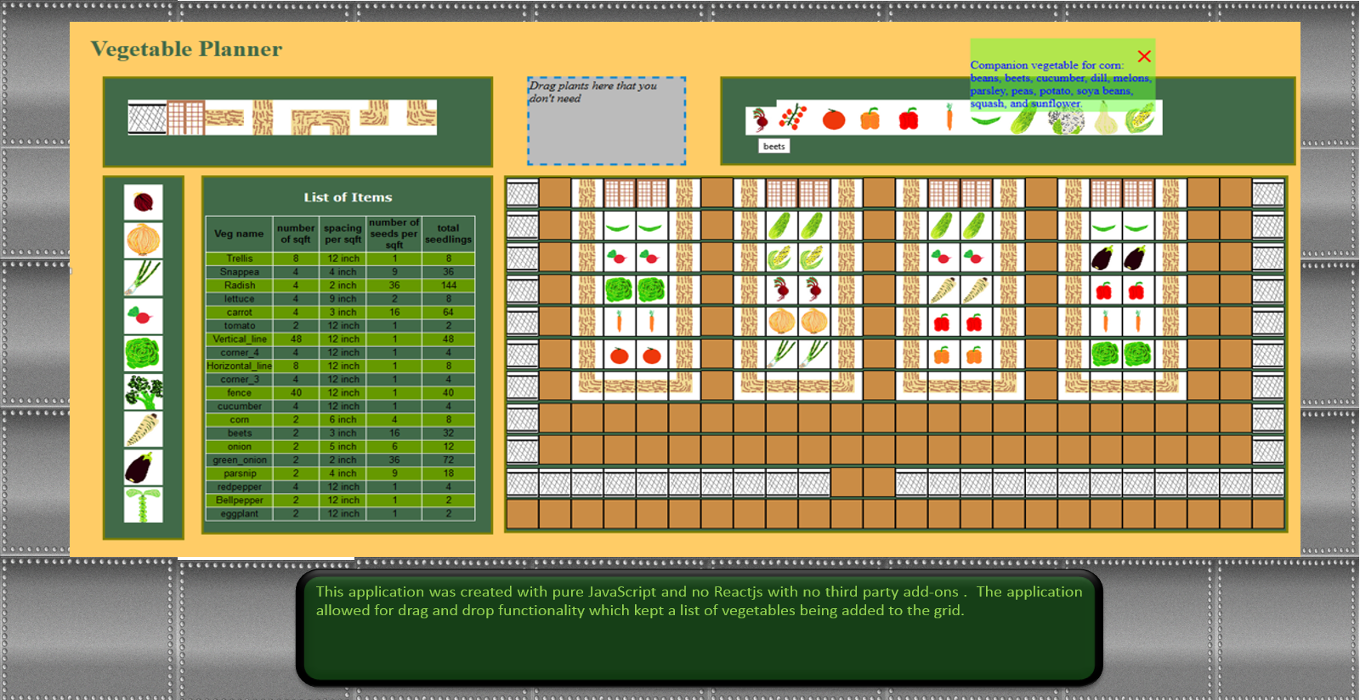 Vegetable Planner
Drag plants here that you
don't need
Companion vegetable for corn:
beans, beets, cucumber, dill, melons,
parsley, peas, potato, soya beans,
squash, and sunflower.
beets
List of Items
Veg name number of sqft spacing per sqft number of seeds per sqft total seedlings
Trellis 8 12 inch 1 8
Snappea 4 4 inch 9 36
Radish 4 2 inch 36 144
lettuce 4 9 inch 2 8
carrot 4 3 inch 16 64
tomato 2 12 inch 1 2
Vertical_line 48 12 inch 1 48
corner_4 4 12 inch 1 4
Horizontal_line 8 12 inch 1 8
corner_3 4 12 inch 1 4
fence 40 12 inch 1 40
cucumber 4 12 inch 1 4
corn 2 6 inch 4 8
beets 2 3 inch 16 32
onion 2 5 inch 6 12
green_onion 2 2 inch 36 72
parsnip 2 4 inch 9 18
redpepper 4 12 inch 1 4
Bellpepper 2 12 inch 1 2
eggplant 2 12 inch 1 2
This application was created with pure JavaScript and no Reactjs with no third party add-ons .  The application
allowed for drag and drop functionality which kept a list of vegetables being added to the grid.